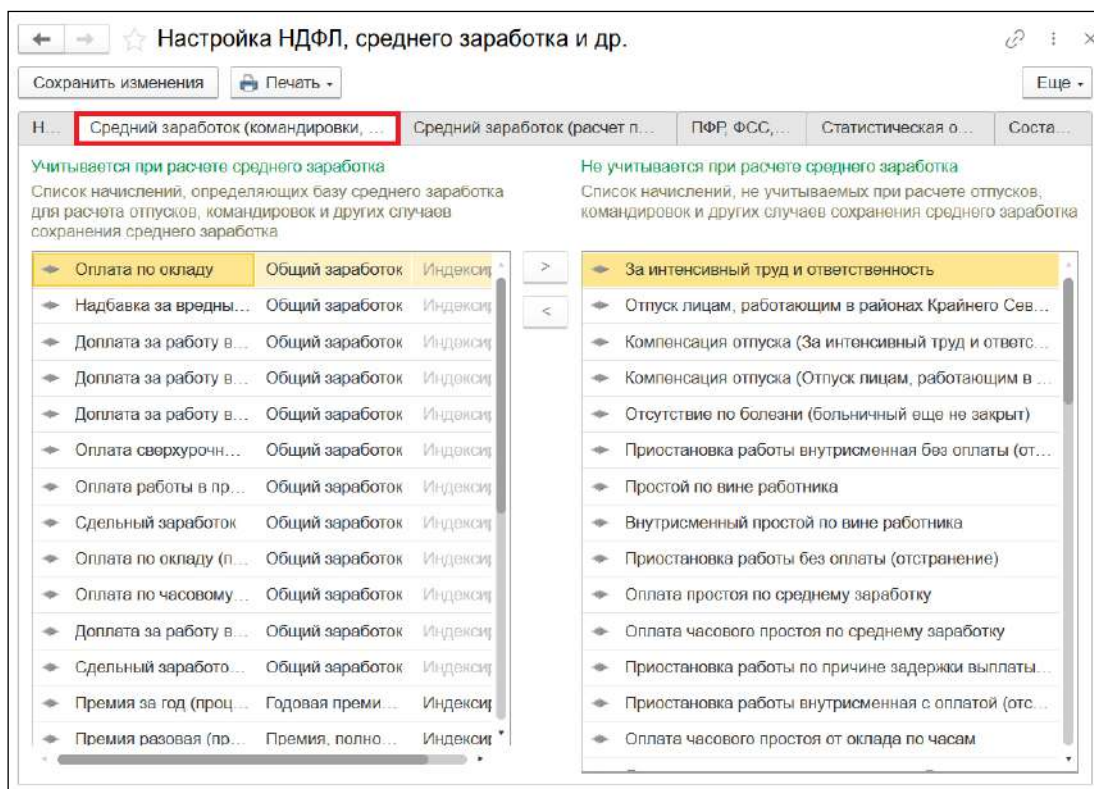 Настройка НДФЛ, среднего заработка и др.
Сохранить изменения Печать Еще
Н... Средний заработок (командировки, ... Средний заработок (расчет п... ПФР, ФСС,... Статистическая о... Соста...
Учитывается при расчете среднего заработка
Список начислений, определяющих базу среднего заработка
для расчета отпусков, командировок и других случаев
сохранения среднего заработка
Не учитывается при расчете среднего заработка
Список начислений, не учитываемых при расчете отпусков,
командировок и других случаев сохранения среднего заработка
Оплата по окладу Общий заработок Индексир
Надбавка за вредны... Общий заработок Индексир
Доплата за работу в... Общий заработок Индексир
Доплата за работу в... Общий заработок Индексир
Доплата за работу в... Общий заработок Индексир
Оплата сверхурочн... Общий заработок Индексир
Оплата работы в пр... Общий заработок Индексир
Сдельный заработок Общий заработок Индексир
Оплата по окладу (п... Общий заработок Индексир
Оплата по часовому... Общий заработок Индексир
Доплата за работу в... Общий заработок Индексир
Сдельный заработо... Общий заработок Индексир
Премия за год (проц... Годовая преми... Индексир
Премия разовая (пр... Премия, полно... Индексир
> 
<
За интенсивный труд и ответственность
Отпуск лицам, работающим в районах Крайнего Сев...
Компенсация отпуска (За интенсивный труд и ответс...
Компенсация отпуска (Отпуск лицам, работающим в ...
Отсутствие по болезни (больничный еще не закрыт)
Приостановка работы внутрисменная без оплаты (от...
Простой по вине работника
Внутрисменный простой по вине работника
Приостановка работы без оплаты (отстранение)
Оплата простоя по среднему заработку
Оплата часового простоя по среднему заработку
Приостановка работы по причине задержки выплаты...
Приостановка работы внутрисменная с оплатой (отс...
Оплата часового простоя от оклада по часам